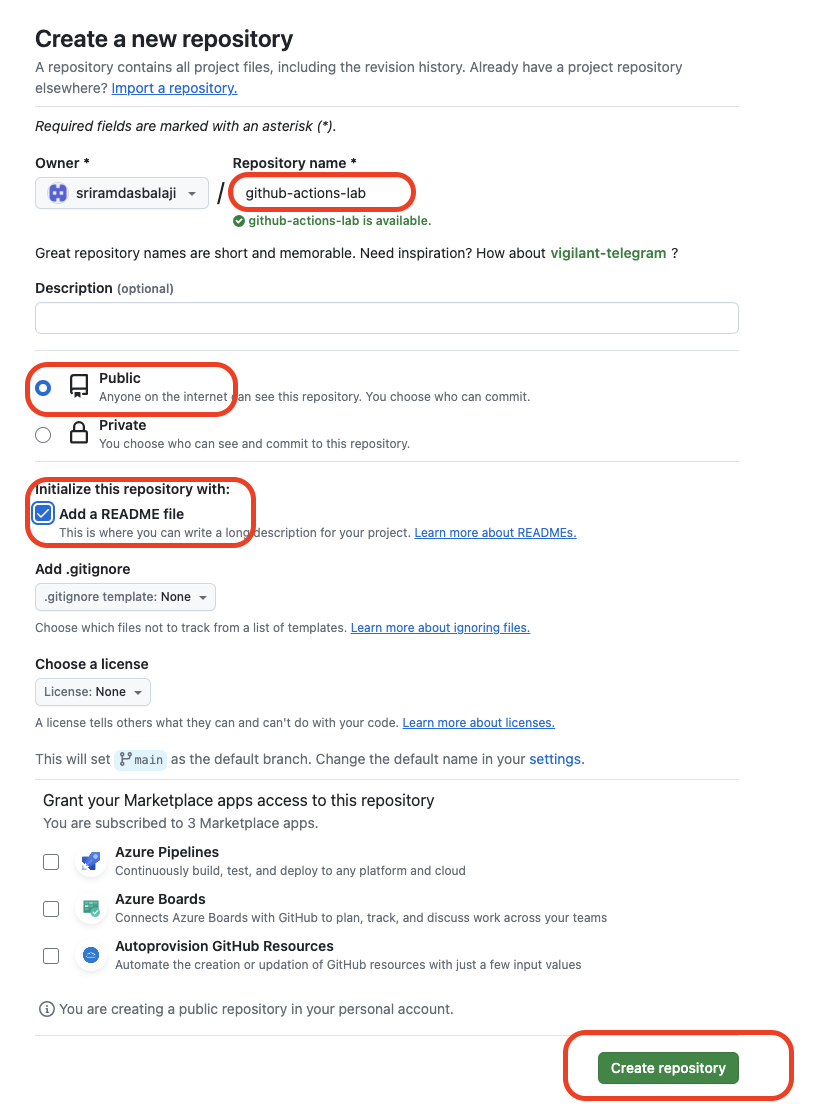 Create a new repository
A repository contains all project files, including the revision history. Already have a project repository
elsewhere? Import a repository.
Required fields are marked with an asterisk (*).
Owner *
Repository name *
sriramdasbalaji
/
github-actions-lab
github-actions-lab is available.
Great repository names are short and memorable. Need inspiration? How about vigilant-telegram ?
Description (optional)
Public
Anyone on the internet can see this repository. You choose who can commit.
Private
You choose who can see and commit to this repository.
Initialize this repository with:
Add a README file
This is where you can write a long description for your project. Learn more about READMEs.
Add .gitignore
.gitignore template: None
Choose which files not to track from a list of templates. Learn more about ignoring files.
Choose a license
License: None
A license tells others what they can and can't do with your code. Learn more about licenses.
This will set main as the default branch. Change the default name in your settings.
Grant your Marketplace apps access to this repository
You are subscribed to 3 Marketplace apps.
Azure Pipelines
Continuously build, test, and deploy to any platform and cloud
Azure Boards
Connects Azure Boards with GitHub to plan, track, and discuss work across your teams
Autoprovision GitHub Resources
Automate the creation or updation of GitHub resources with just a few input values
You are creating a public repository in your personal account.
Create repository